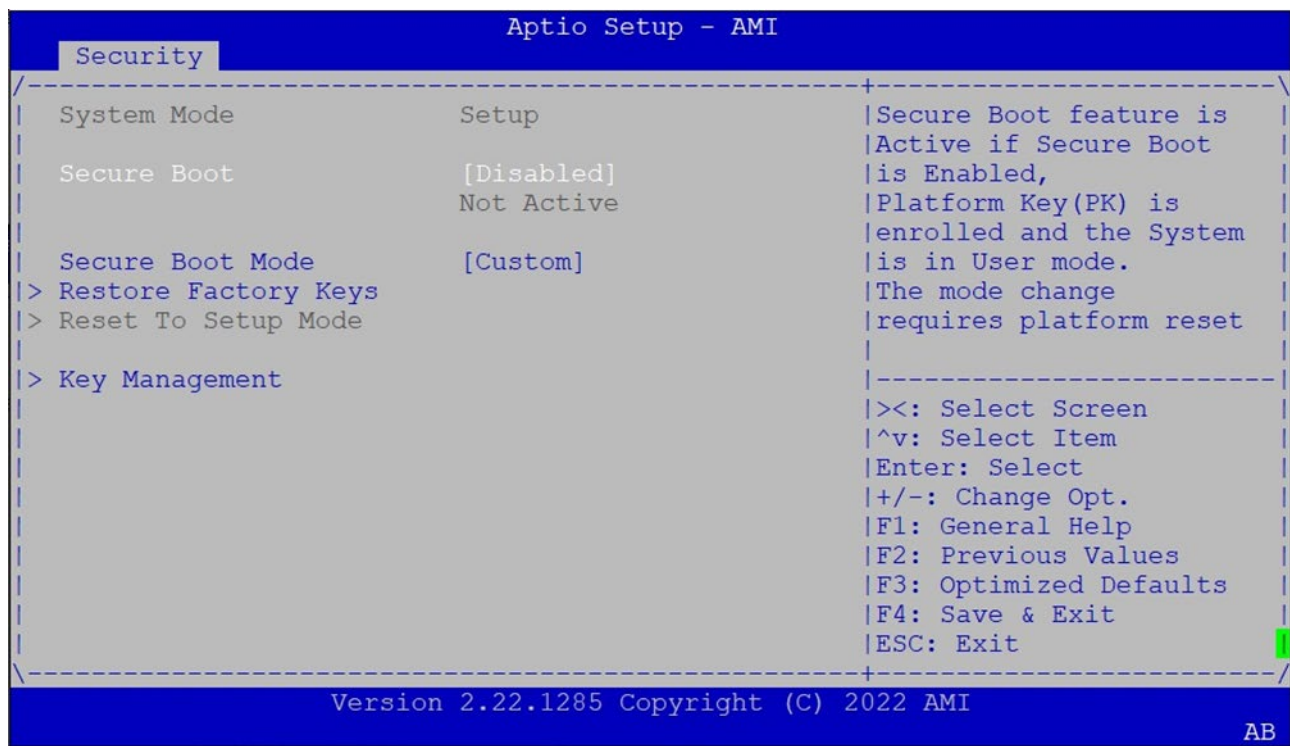 Aptio Setup - AMI
Security
/----------------------------------------------------+-------------------------\
|  System Mode              Setup                    |Secure Boot feature is   |
|                                                    |Active if Secure Boot    |
|  Secure Boot              [Disabled]               |is Enabled,              |
|                           Not Active               |Platform Key(PK) is      |
|                                                    |enrolled and the System  |
|  Secure Boot Mode         [Custom]                 |is in User mode.         |
|> Restore Factory Keys                              |The mode change          |
|> Reset To Setup Mode                               |requires platform reset  |
|                                                    |                         |
|> Key Management                                    |-------------------------|
|                                                    |><: Select Screen        |
|                                                    |^v: Select Item          |
|                                                    |Enter: Select            |
|                                                    |+/-: Change Opt.         |
|                                                    |F1: General Help         |
|                                                    |F2: Previous Values      |
|                                                    |F3: Optimized Defaults   |
|                                                    |F4: Save & Exit          |
|                                                    |ESC: Exit                |
\----------------------------------------------------+-------------------------/
Version 2.22.1285 Copyright (C) 2022 AMI
AB